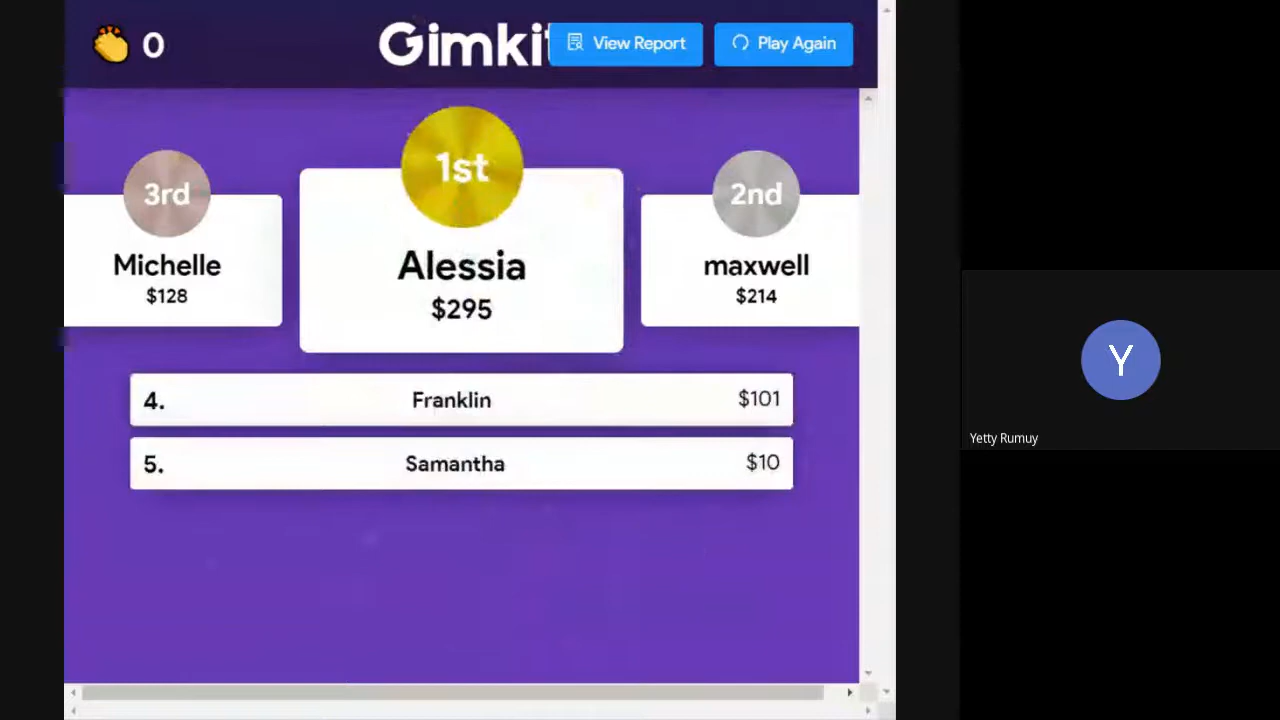 0
Gimkit
View Report
Play Again
3rd
Michelle
$128
1st
Alessia
$295
2nd
maxwell
$214
4. Franklin $101
5. Samantha $10
Y
Yetty Rumuy